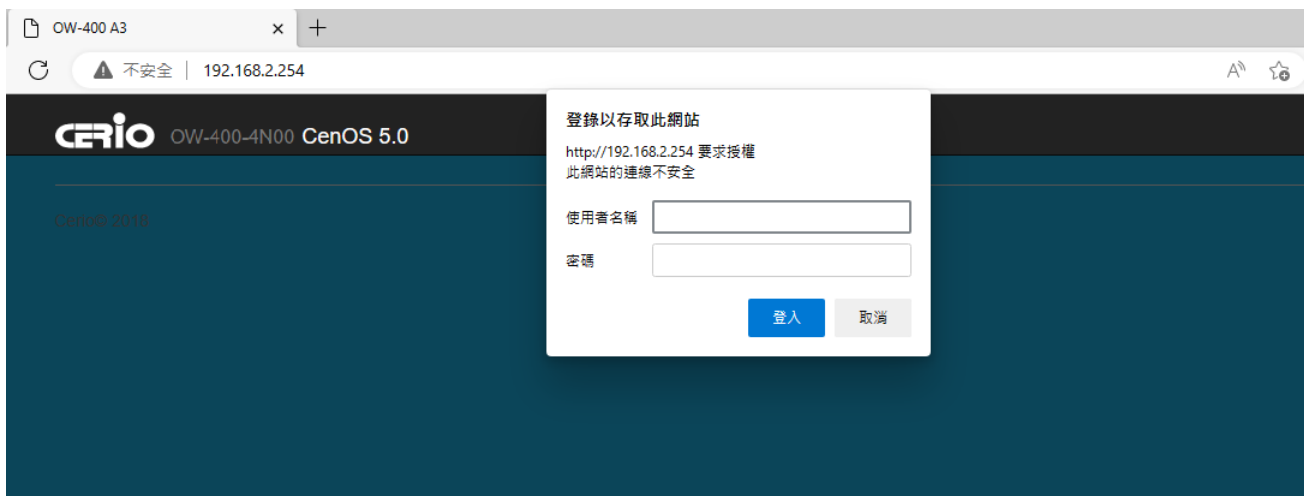 OW-400 A3
不安全 192.168.2.254
CERIO OW-400-4N00 CenOS 5.0
登錄以存取此網站
http://192.168.2.254 要求授權
此網站的連線不安全
使用者名稱
密碼
登入 取消
Cerio© 2018